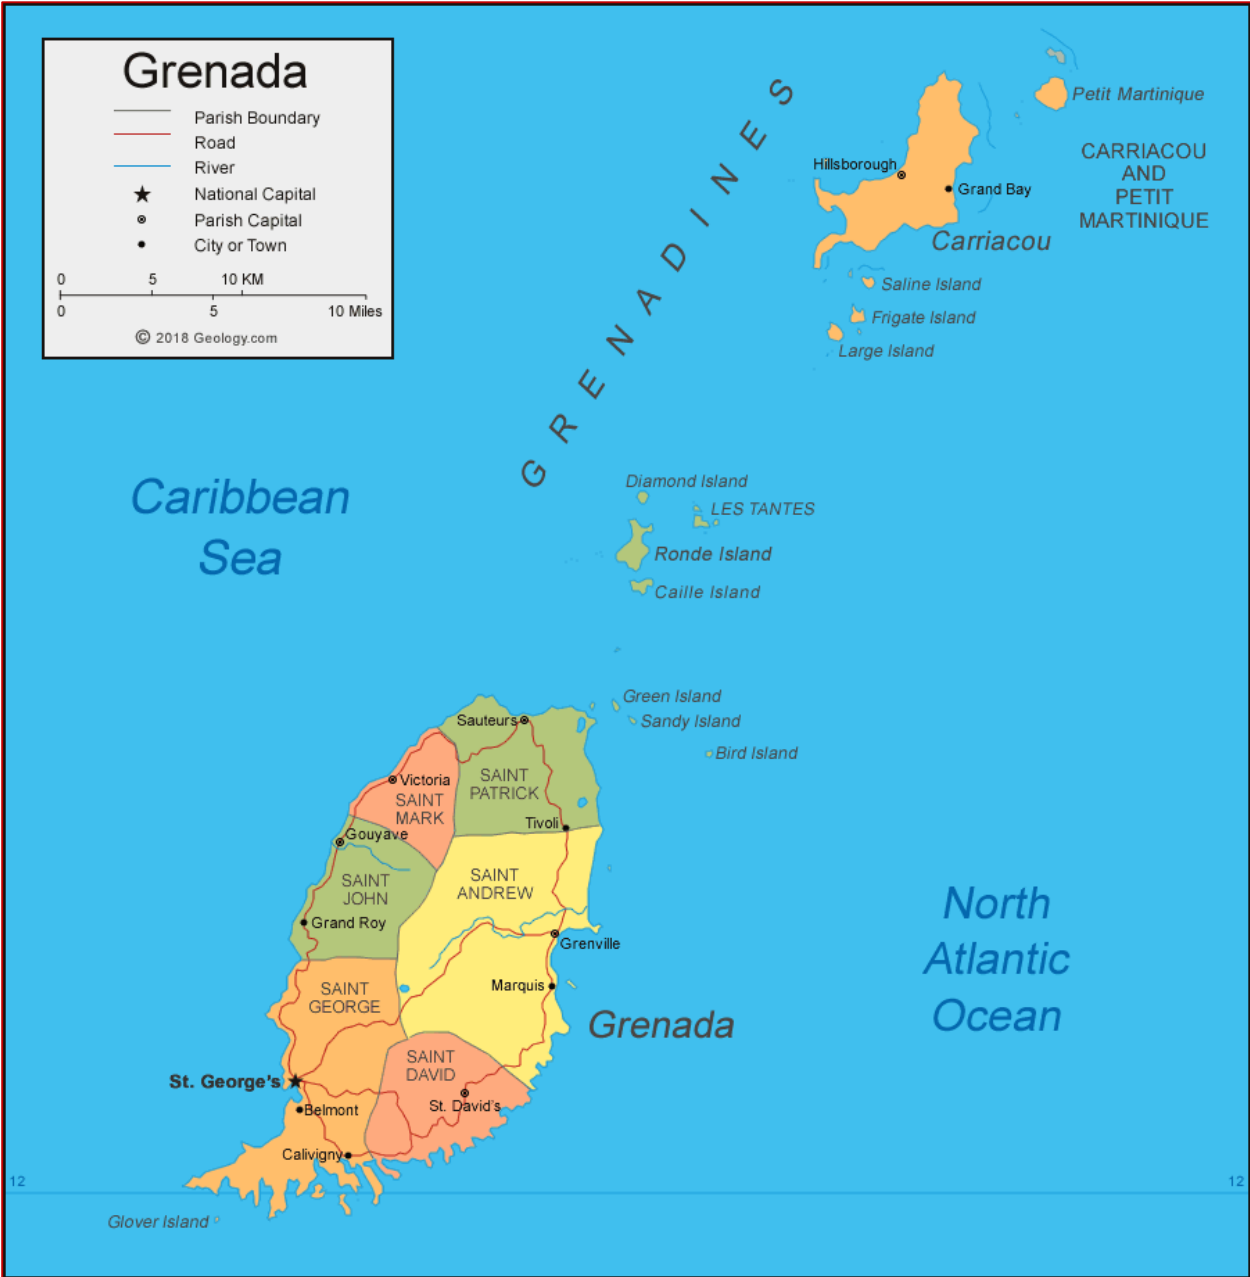 Grenada
Parish Boundary
Road
River
National Capital
Parish Capital
City or Town
0 5 10 KM
0 5 10 Miles
© 2018 Geology.com
GRENADINES
Petit Martinique
CARRIACOU
AND
PETIT
MARTINIQUE
Hillsborough
Grand Bay
Carriacou
Saline Island
Frigate Island
Large Island
Caribbean
Sea
Diamond Island
LES TANTES
Ronde Island
Caille Island
Green Island
Sandy Island
Bird Island
Sauteurs
Victoria
SAINT
MARK
SAINT
PATRICK
Tivoli
Gouyave
SAINT
JOHN
SAINT
ANDREW
Grand Roy
Grenville
North
Atlantic
Ocean
SAINT
GEORGE
Marquis
Grenada
SAINT
DAVID
St. George's
St. David's
Belmont
Calivigny
12
12
Glover Island